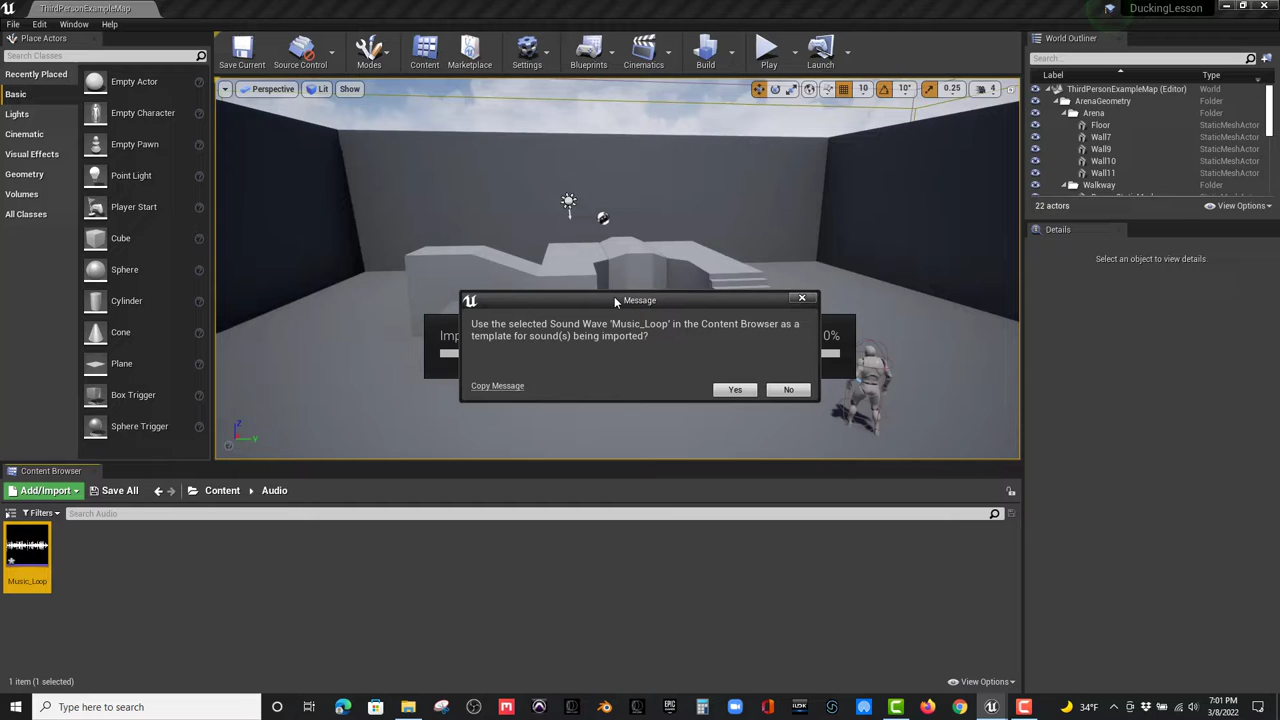 ThirdPersonExampleMap
DuckingLesson
File Edit Window Help
Place Actors
Search Classes
Recently Placed
Basic
Lights
Cinematic
Visual Effects
Geometry
Volumes
All Classes
Empty Actor
Empty Character
Empty Pawn
Point Light
Player Start
Cube
Sphere
Cylinder
Cone
Plane
Box Trigger
Sphere Trigger
Save Current
Source Control
Modes
Content
Marketplace
Settings
Blueprints
Cinematics
Build
Play
Launch
Perspective Lit Show
10 10° 0.25 4
Imp
0%
Message
Use the selected Sound Wave 'Music_Loop' in the Content Browser as a
template for sound(s) being imported?
Copy Message
Yes No
Z
Y
World Outliner
Search...
Label Type
ThirdPersonExampleMap (Editor) World
ArenaGeometry Folder
Arena Folder
Floor StaticMeshActor
Wall7 StaticMeshActor
Wall9 StaticMeshActor
Wall10 StaticMeshActor
Wall11 StaticMeshActor
Walkway Folder
22 actors View Options
Details
Select an object to view details.
Content Browser
Add/Import Save All Content Audio
Filters Search Audio
Music_Loop
1 item (1 selected) View Options
Type here to search
34°F
7:01 PM
3/8/2022